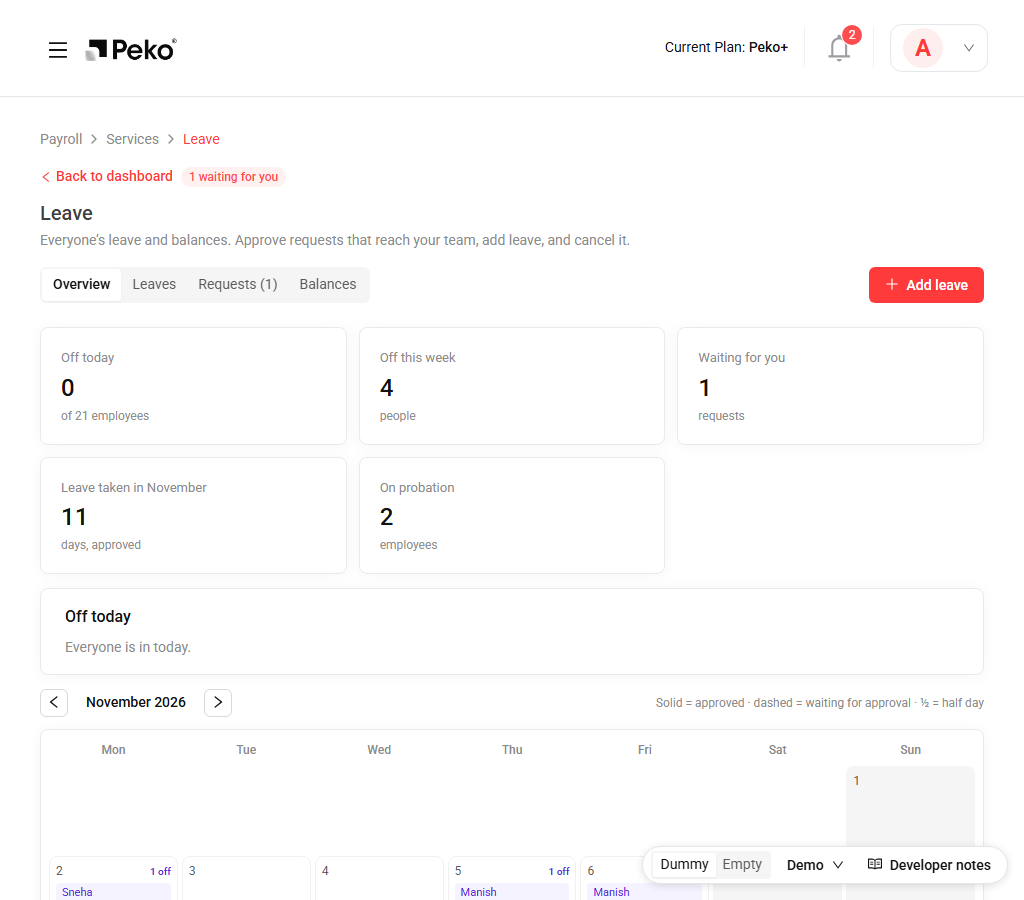 Peko
Current Plan: Peko+
2
A
Payroll > Services > Leave
Back to dashboard
1 waiting for you
Leave
Everyone's leave and balances. Approve requests that reach your team, add leave, and cancel it.
Overview Leaves Requests (1) Balances
+ Add leave
Off today
0
of 21 employees
Off this week
4
people
Waiting for you
1
requests
Leave taken in November
11
days, approved
On probation
2
employees
Off today
Everyone is in today.
November 2026
Solid = approved · dashed = waiting for approval · ½ = half day
Mon Tue Wed Thu Fri Sat Sun
1
2 1 off 3 4 5 1 off 6
Sneha Manish Manish
Dummy Empty Demo Developer notes